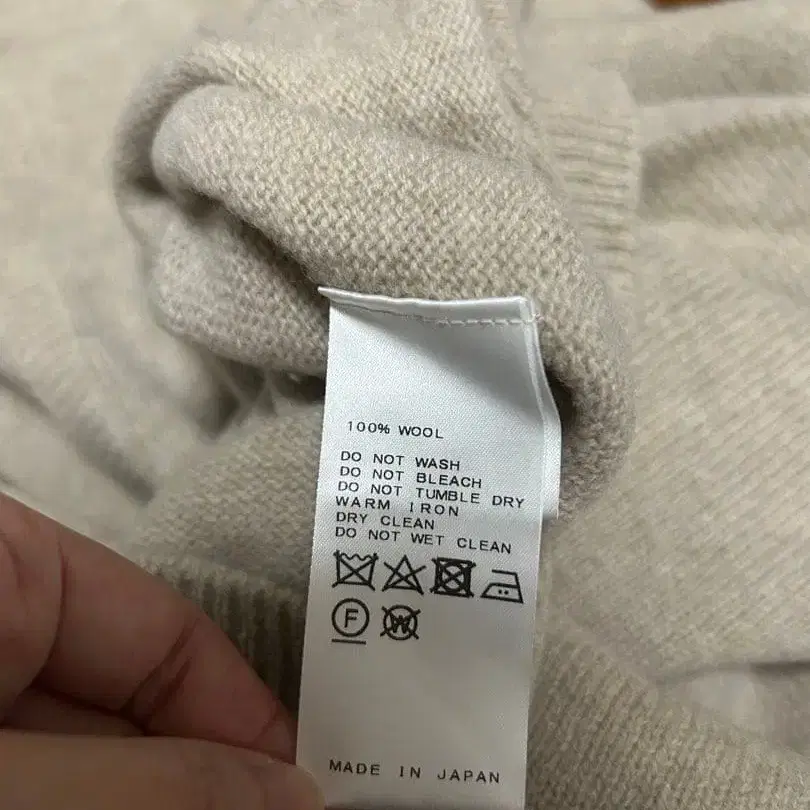 100% WOOL
DO NOT WASH
DO NOT BLEACH
DO NOT TUMBLE DRY
WARM IRON
DRY CLEAN
DO NOT WET CLEAN
F W
MADE IN JAPAN